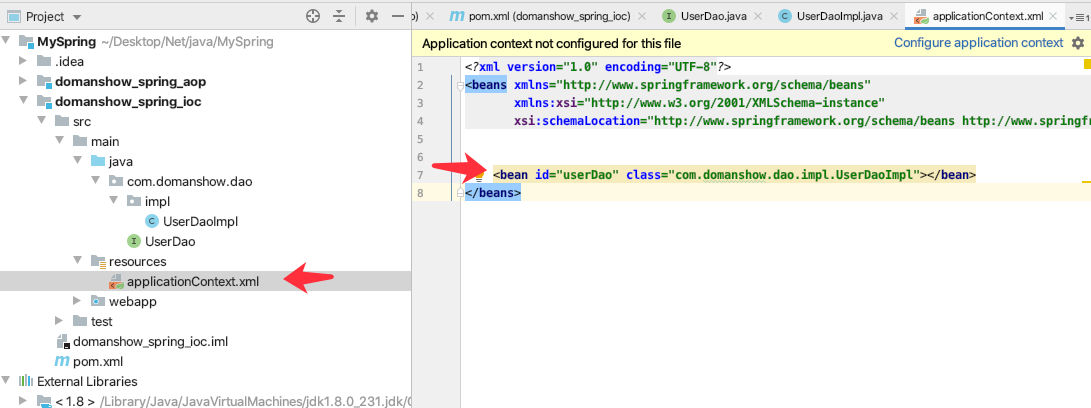 Project
MySpring ~/Desktop/Net/java/MySpring
.idea
domanshow_spring_aop
domanshow_spring_ioc
src
main
java
com.domanshow.dao
impl
UserDaoImpl
UserDao
resources
applicationContext.xml
webapp
test
domanshow_spring_ioc.iml
pom.xml
External Libraries
< 1.8 > /Library/Java/JavaVirtualMachines/jdk1.8.0_231.jdk/
pom.xml (domanshow_spring_ioc)
UserDao.java
UserDaoImpl.java
applicationContext.xml
Application context not configured for this file
Configure application context
1 <?xml version="1.0" encoding="UTF-8"?>
2 <beans xmlns="http://www.springframework.org/schema/beans"
3 xmlns:xsi="http://www.w3.org/2001/XMLSchema-instance"
4 xsi:schemaLocation="http://www.springframework.org/schema/beans http://www.springf
5
6
7 <bean id="userDao" class="com.domanshow.dao.impl.UserDaoImpl"></bean>
8 </beans>